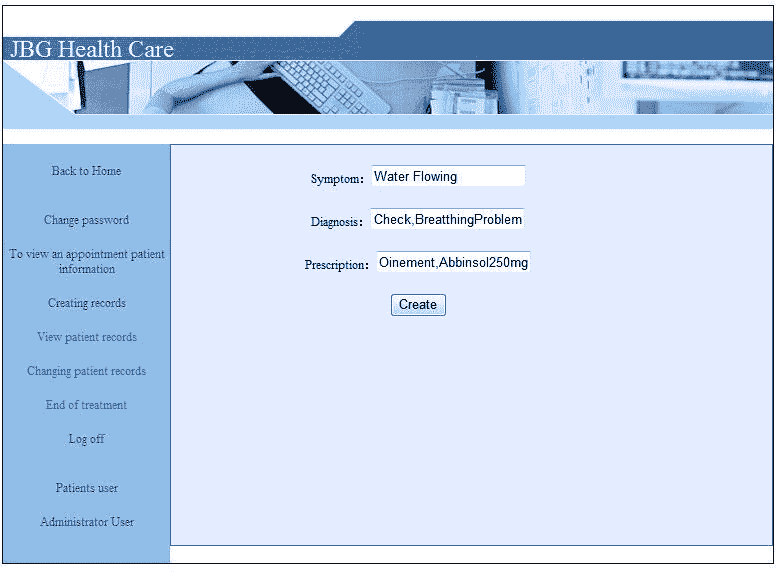 JBG Health Care
Back to Home
Change password
To view an appointment patient
information
Creating records
View patient records
Changing patient records
End of treatment
Log off
Patients user
Administrator User
Symptom: Water Flowing
Diagnosis: Check,BreatthingProblem
Prescription: Oinement,Abbinsol250mg
Create